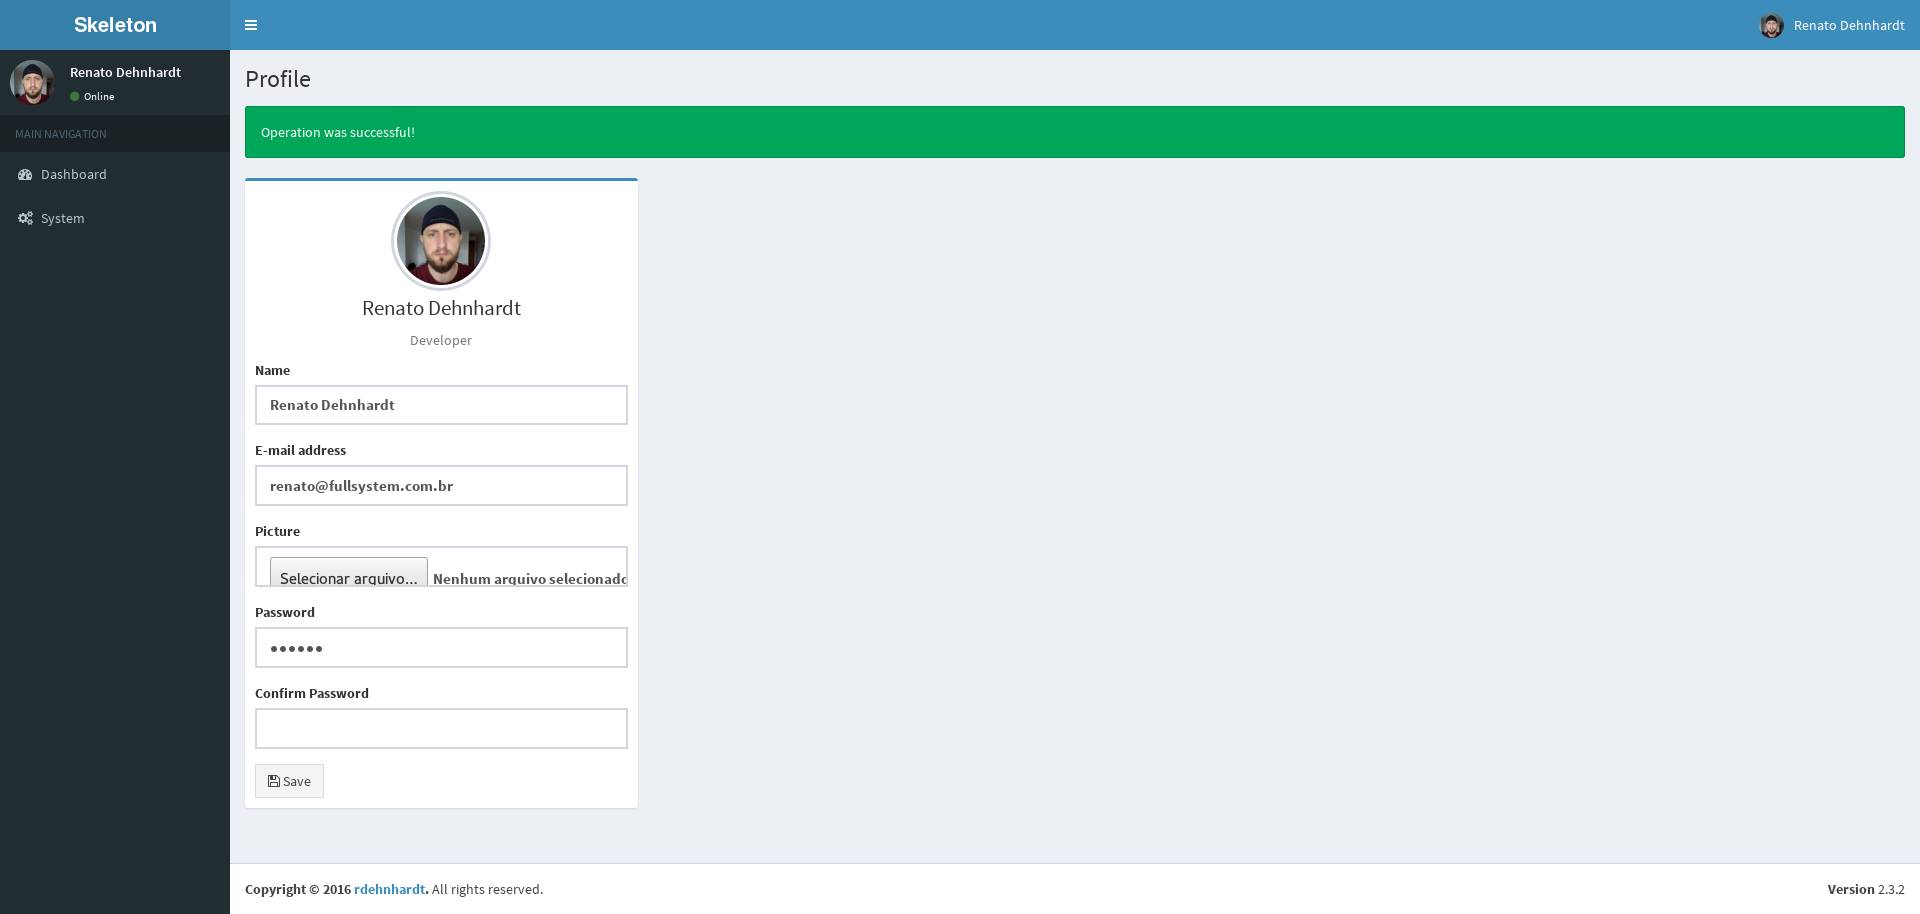 Skeleton
Renato Dehnhardt
Renato Dehnhardt
Online
MAIN NAVIGATION
Dashboard
System
Profile
Operation was successful!
Renato Dehnhardt
Developer
Name
Renato Dehnhardt
E-mail address
renato@fullsystem.com.br
Picture
Selecionar arquivo... Nenhum arquivo selecionado
Password
••••••
Confirm Password
Save
Copyright © 2016 rdehnhardt. All rights reserved.
Version 2.3.2